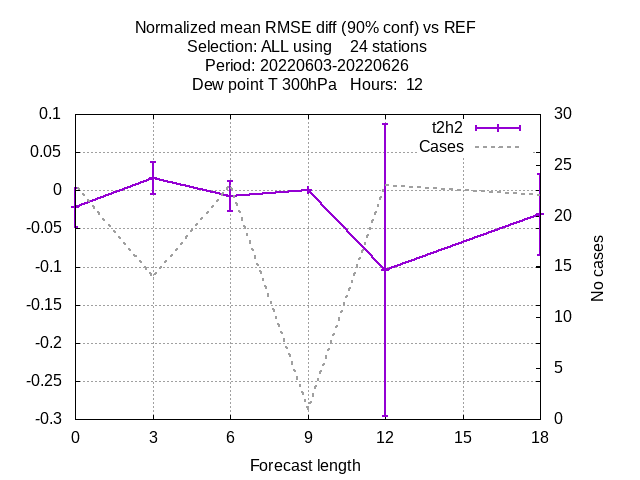 Normalized mean RMSE diff (90% conf) vs REF
Selection: ALL using    24 stations
Period: 20220603-20220626
Dew point T 300hPa   Hours:  12
t2h2
Cases
0.1
0.05
0
-0.05
-0.1
-0.15
-0.2
-0.25
-0.3
30
25
20
15
10
5
0
No cases
0 3 6 9 12 15 18
Forecast length